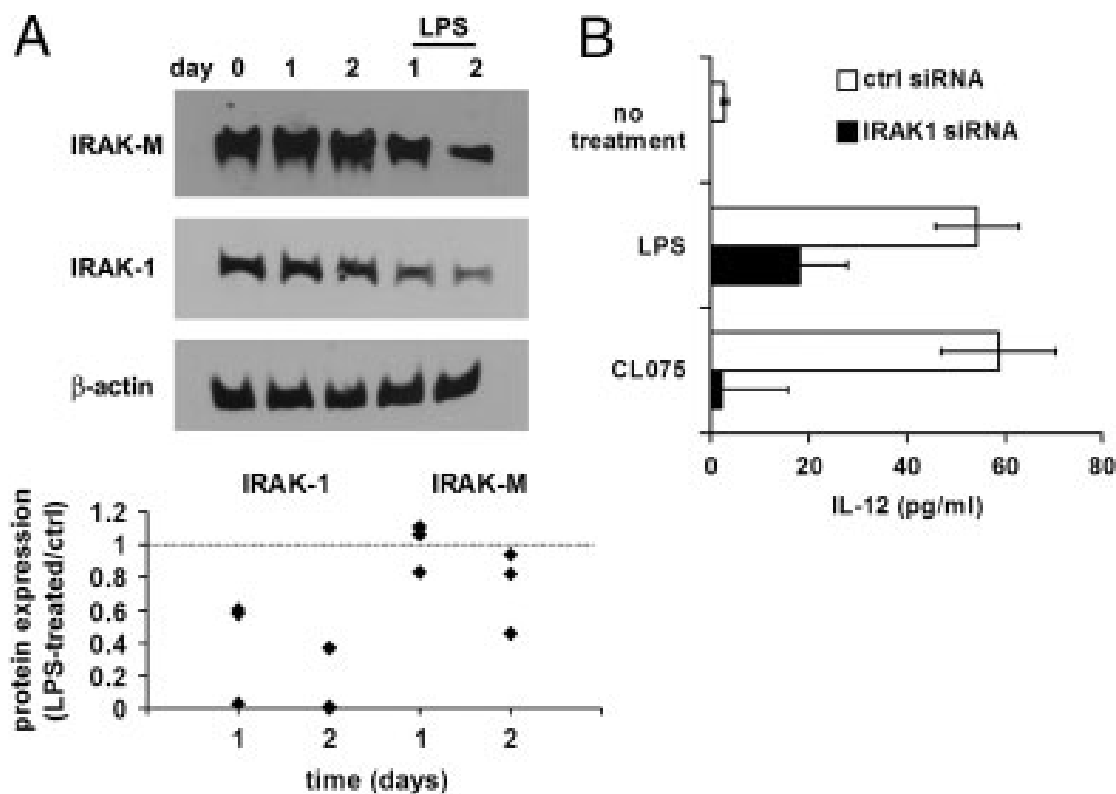 A
LPS
day 0 1 2 1 2
IRAK-M
IRAK-1
β-actin
IRAK-1 IRAK-M
protein expression
(LPS-treated/ctrl)
1.2
1
0.8
0.6
0.4
0.2
0
1 2 1 2
time (days)
B
ctrl siRNA
IRAK1 siRNA
no
treatment
LPS
CL075
0 20 40 60 80
IL-12 (pg/ml)